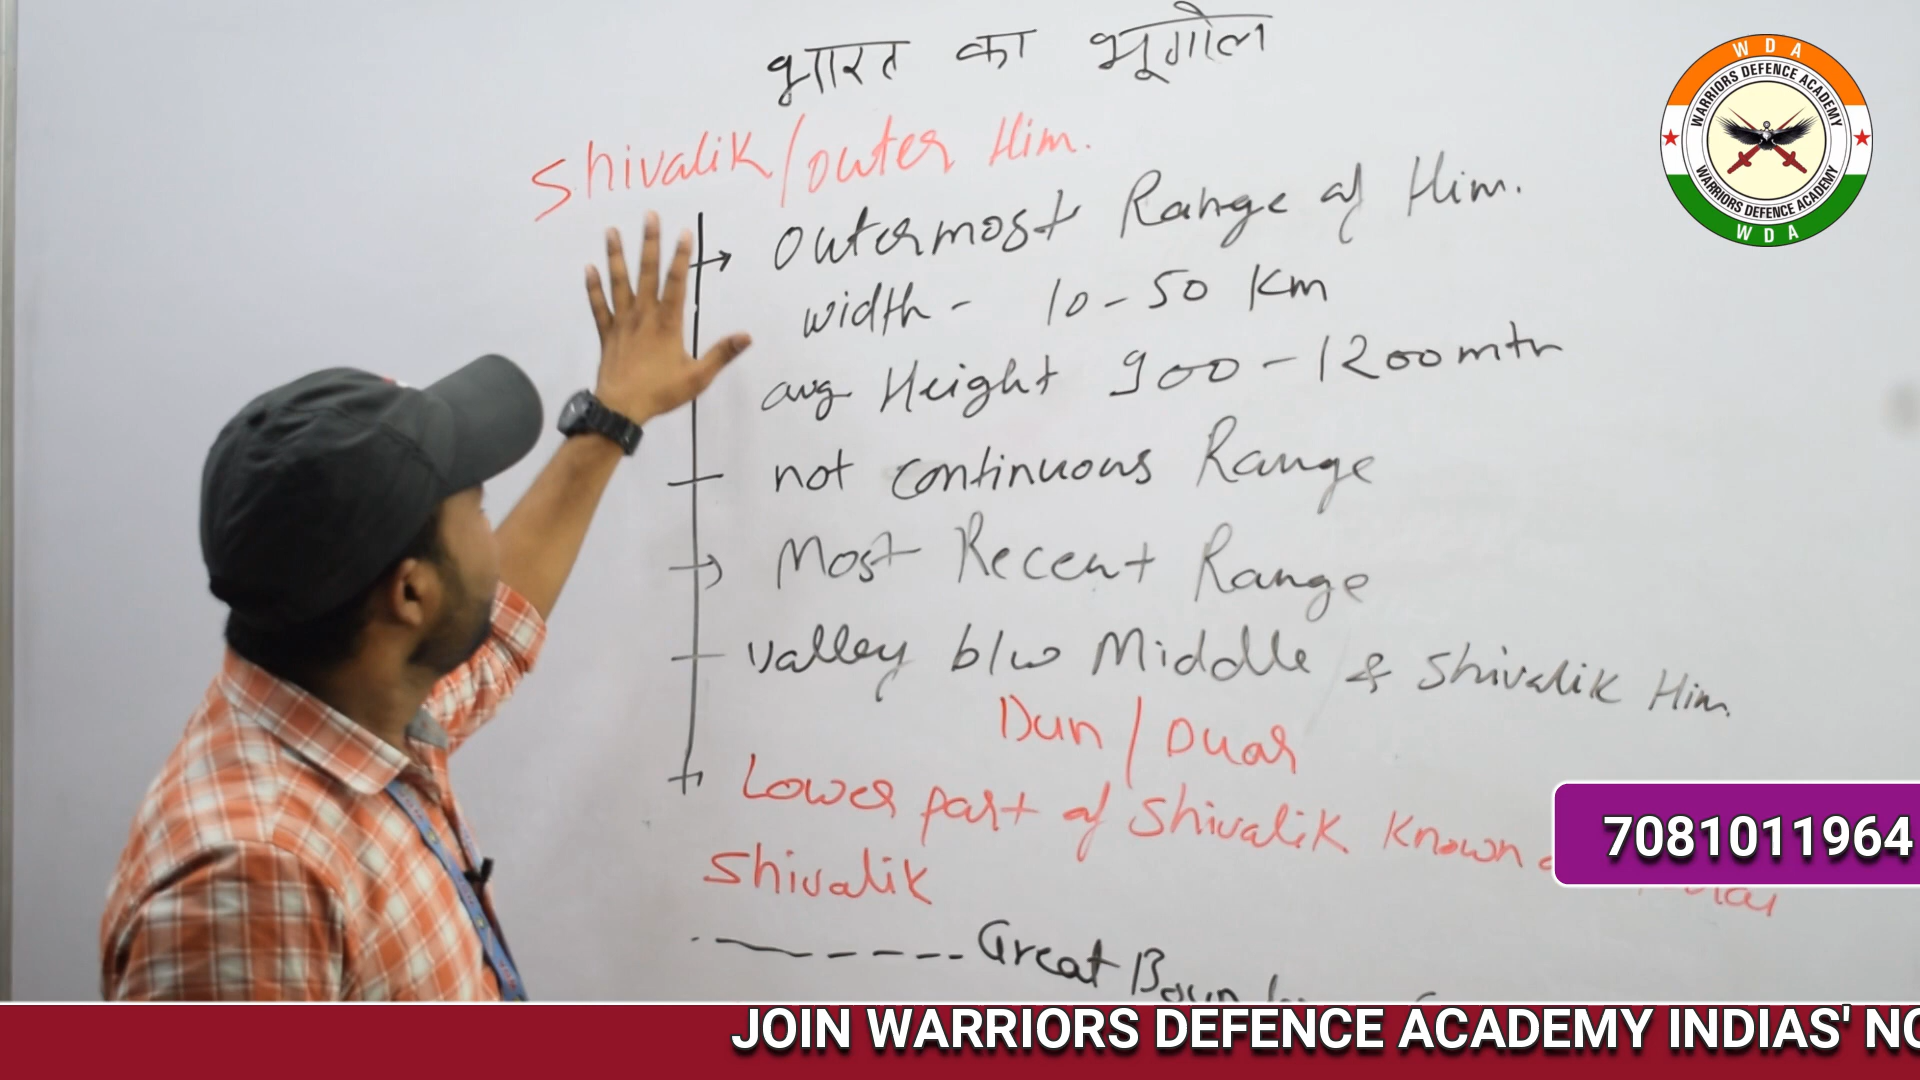 भारत का भूगोल
Shivalik/outer Him.
outermost Range of Him.
width - 10-50 Km
avg Height 900-1200 mtr
not continuous Range
Most Recent Range
valley b/w Middle & Shivalik Him.
Dun / Duar
Lower part of Shivalik Known
Shivalik
Great
WDA
WARRIORS DEFENCE ACADEMY
WARRIORS DEFENCE ACADEMY
WDA
7081011964
JOIN WARRIORS DEFENCE ACADEMY INDIAS'